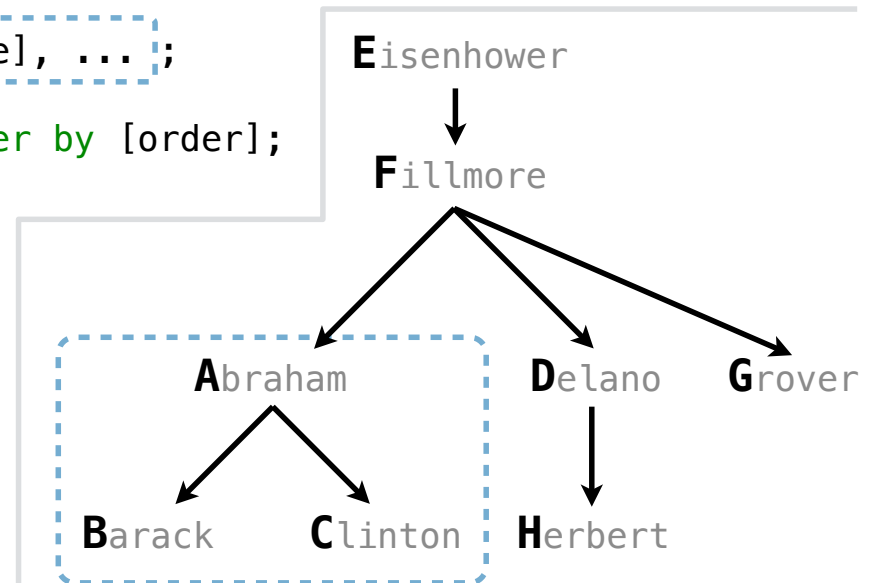 e], ... ;
er by [order];
Eisenhower
Fillmore
Abraham Delano Grover
Barack Clinton Herbert